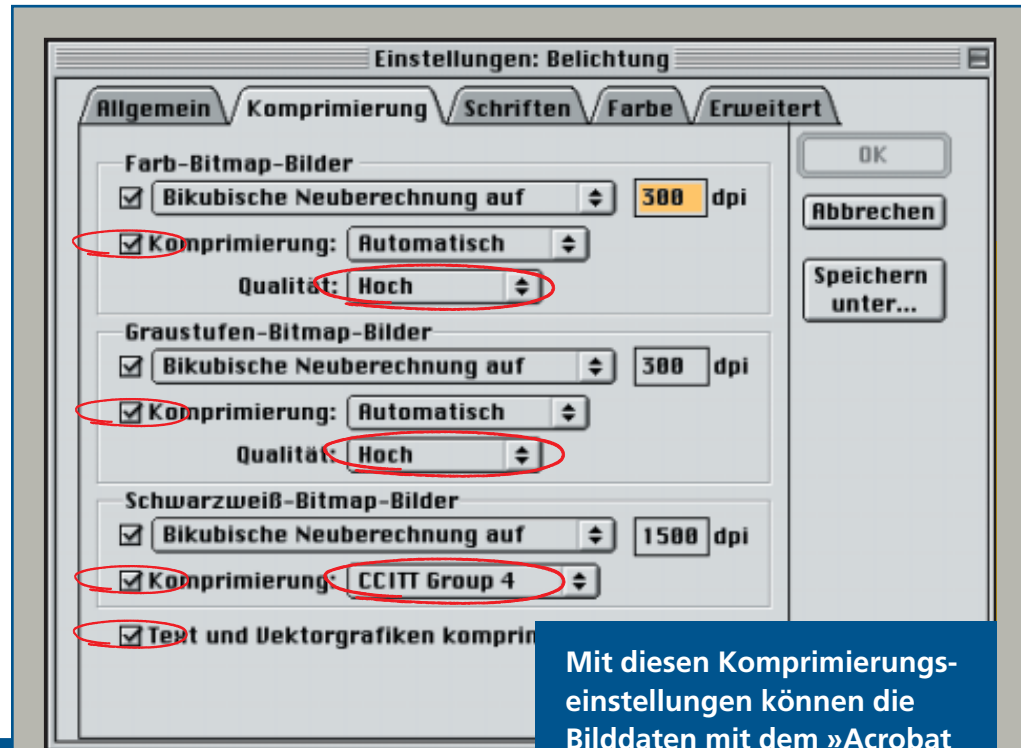 Einstellungen: Belichtung
Allgemein Komprimierung Schriften Farbe Erweitert
Farb-Bitmap-Bilder
Bikubische Neuberechnung auf 300 dpi
Komprimierung: Automatisch
Qualität: Hoch
Graustufen-Bitmap-Bilder
Bikubische Neuberechnung auf 300 dpi
Komprimierung: Automatisch
Qualität: Hoch
Schwarzweiß-Bitmap-Bilder
Bikubische Neuberechnung auf 1500 dpi
Komprimierung: CCITT Group 4
Text und Vektorgrafiken
OK
Abbrechen
Speichern
unter...
Mit diesen Komprimierungs-
einstellungen können die
Bilddaten mit dem »Acrobat